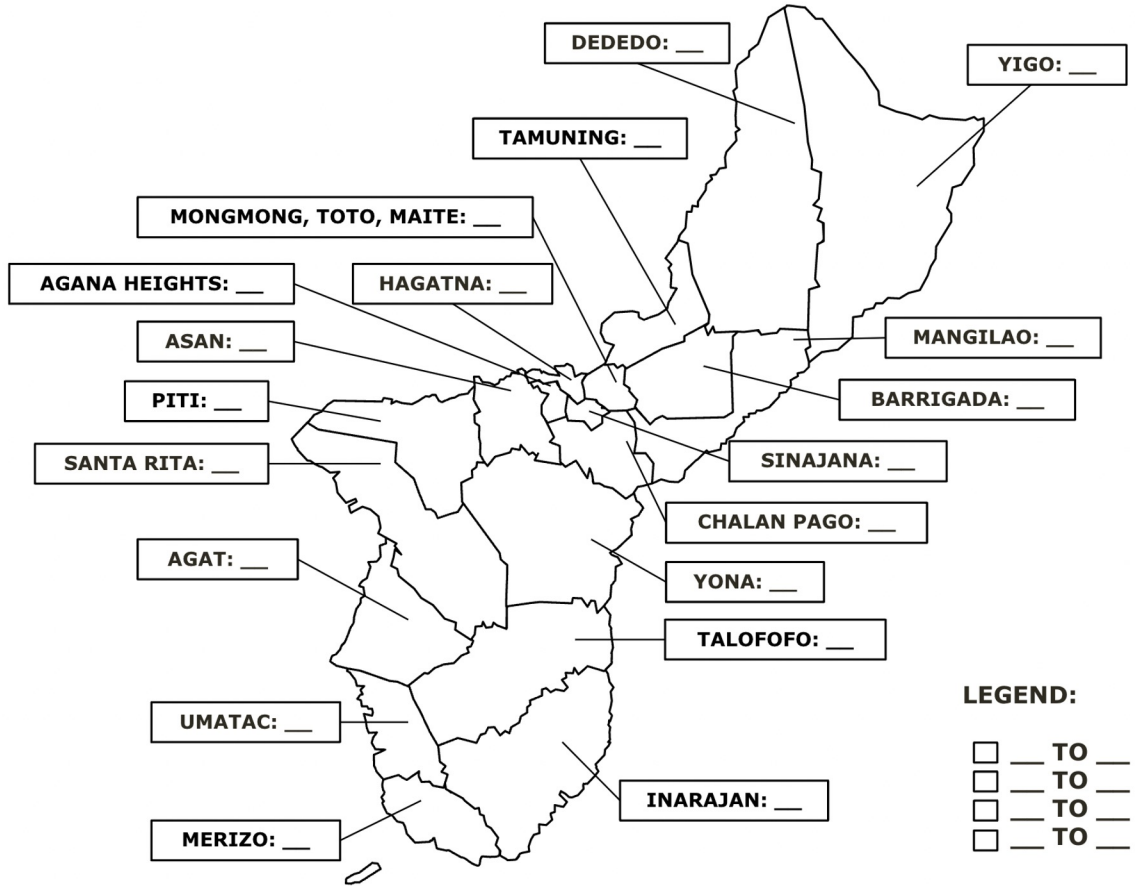 DEDEDO: __
YIGO: __
TAMUNING: __
MONGMONG, TOTO, MAITE: __
AGANA HEIGHTS: __
HAGATNA: __
ASAN: __
MANGILAO: __
PITI: __
BARRIGADA: __
SANTA RITA: __
SINAJANA: __
CHALAN PAGO: __
AGAT: __
YONA: __
TALOFOFO: __
UMATAC: __
INARAJAN: __
MERIZO: __
LEGEND:
__ TO __
__ TO __
__ TO __
__ TO __